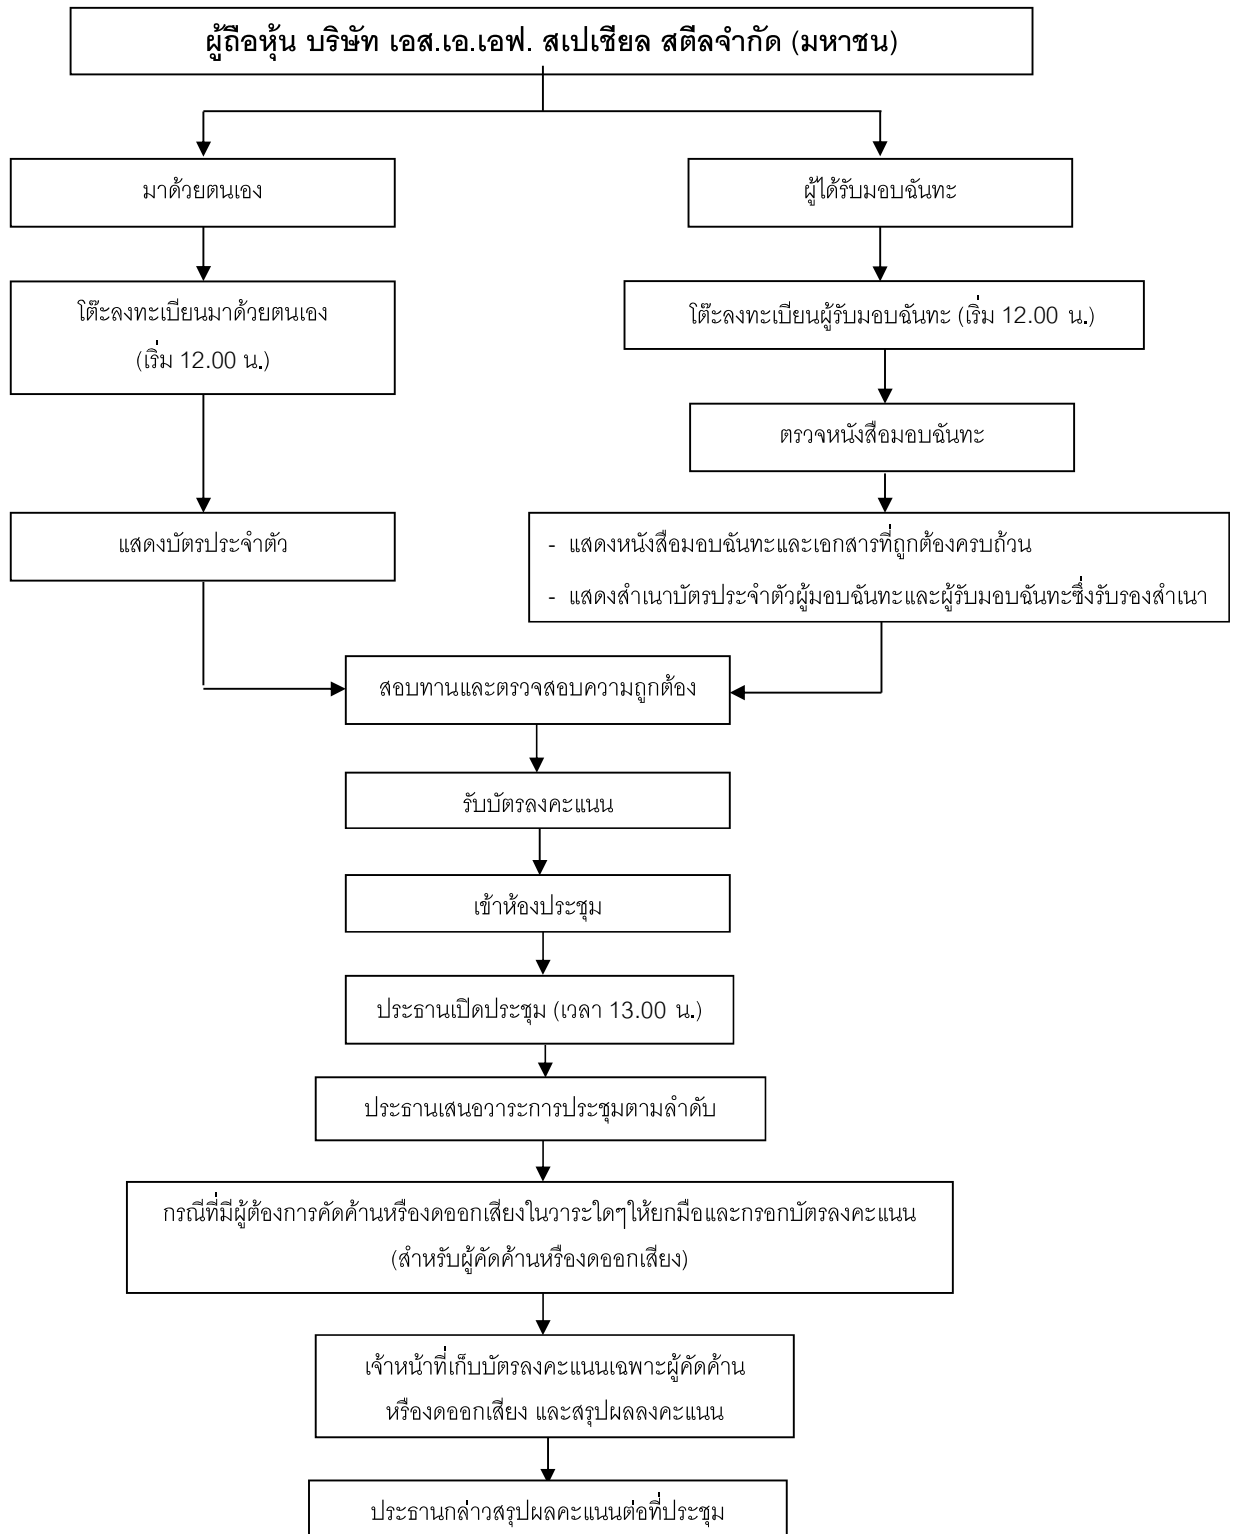 ผู้ถือหุ้น บริษัท เอส.เอ.เอฟ. สเปเชียล สตีลจำกัด (มหาชน)
มาด้วยตนเอง
ผู้ได้รับมอบฉันทะ
โต๊ะลงทะเบียนมาด้วยตนเอง
(เริ่ม 12.00 น.)
โต๊ะลงทะเบียนผู้รับมอบฉันทะ (เริ่ม 12.00 น.)
ตรวจหนังสือมอบฉันทะ
แสดงบัตรประจำตัว
- แสดงหนังสือมอบฉันทะและเอกสารที่ถูกต้องครบถ้วน
- แสดงสำเนาบัตรประจำตัวผู้มอบฉันทะและผู้รับมอบฉันทะซึ่งรับรองสำเนา
สอบทานและตรวจสอบความถูกต้อง
รับบัตรลงคะแนน
เข้าห้องประชุม
ประธานเปิดประชุม (เวลา 13.00 น.)
ประธานเสนอวาระการประชุมตามลำดับ
กรณีที่มีผู้ต้องการคัดค้านหรืองดออกเสียงในวาระใดๆให้ยกมือและกรอกบัตรลงคะแนน
(สำหรับผู้คัดค้านหรืองดออกเสียง)
เจ้าหน้าที่เก็บบัตรลงคะแนนเฉพาะผู้คัดค้าน
หรืองดออกเสียง และสรุปผลลงคะแนน
ประธานกล่าวสรุปผลคะแนนต่อที่ประชุม